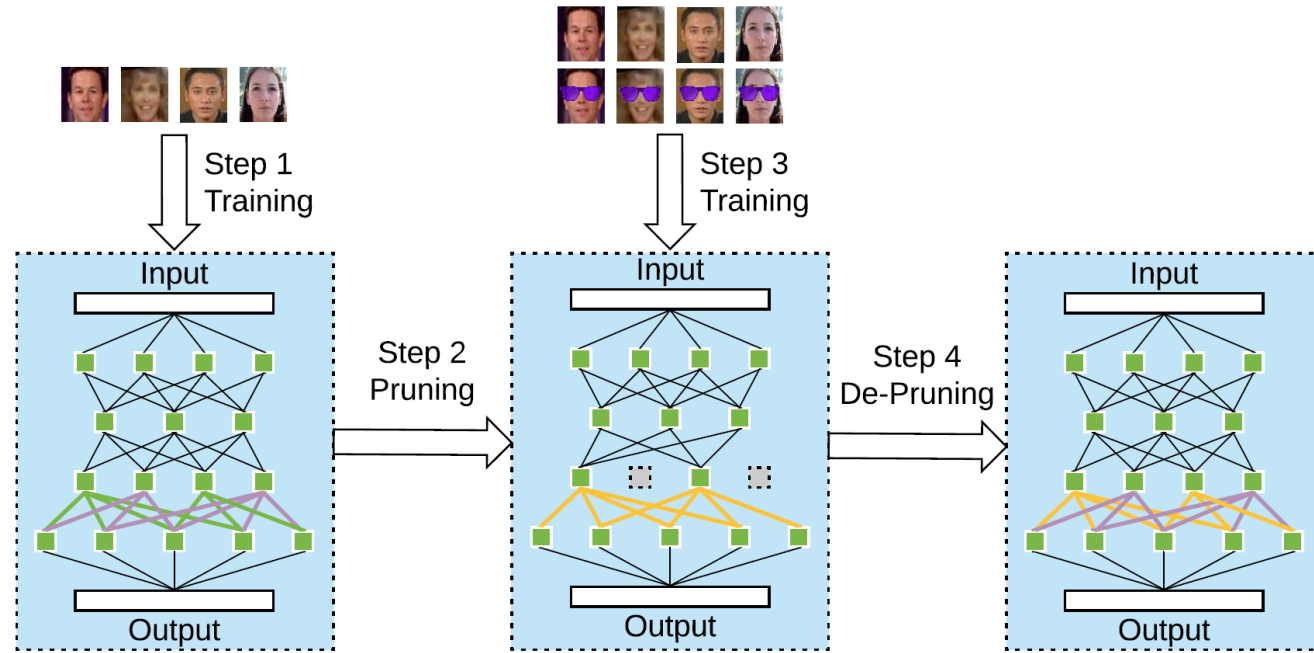 Step 1
Training
Step 3
Training
Input
Input
Input
Step 2
Pruning
Step 4
De-Pruning
Output
Output
Output